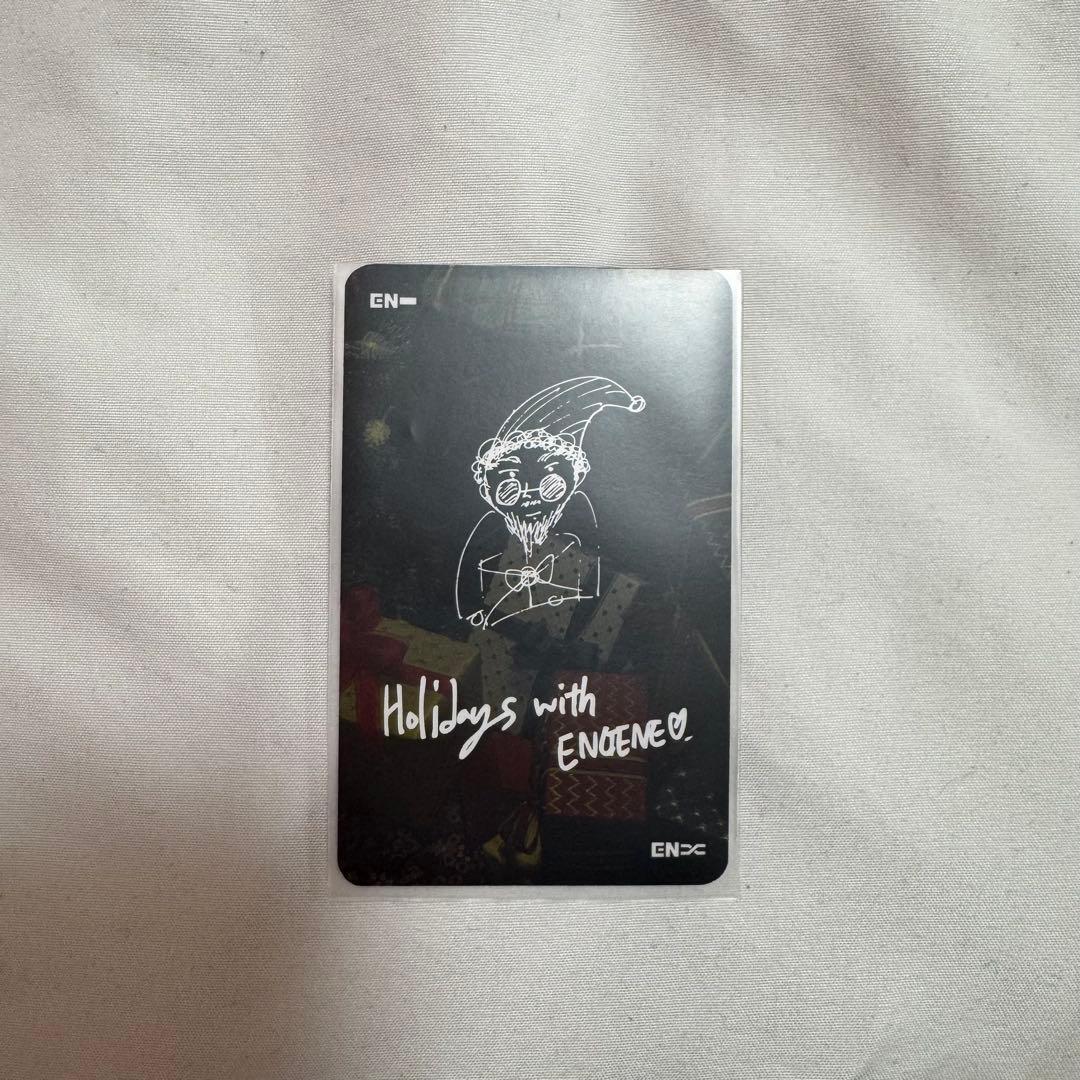 EN-
Holidays with
ENGENE♡
EN